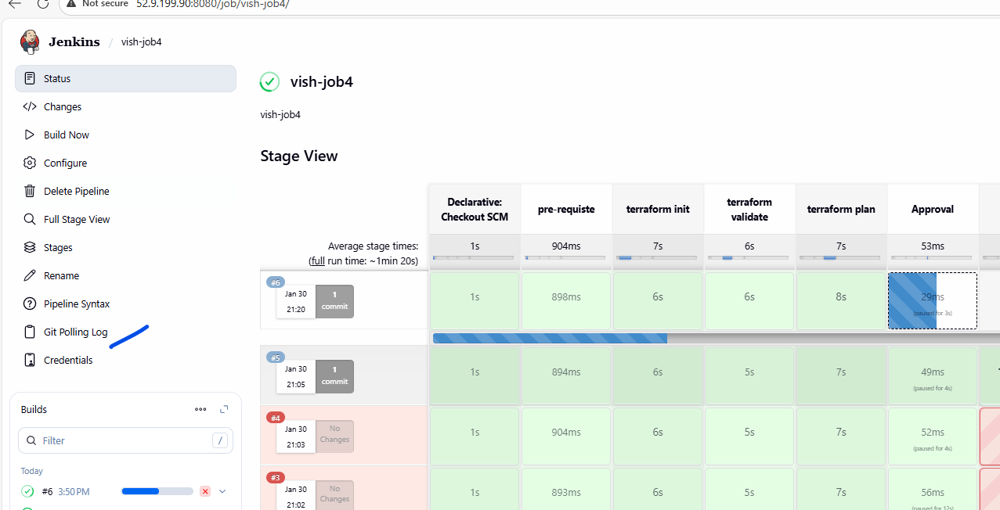 Not secure 52.9.199.90:8080/job/vish-job4/
Jenkins / vish-job4
Status
Changes
Build Now
Configure
Delete Pipeline
Full Stage View
Stages
Rename
Pipeline Syntax
Git Polling Log
Credentials
Builds
Filter /
Today
#6 3:50 PM
vish-job4
vish-job4
Stage View
Declarative: Checkout SCM
pre-requiste
terraform init
terraform validate
terraform plan
Approval
Average stage times:
(full run time: ~1min 20s)
1s 904ms 7s 6s 7s 53ms
#6
Jan 30 21:20
1 commit
1s 898ms 6s 6s 8s 29ms
(paused for 3s)
#5
Jan 30 21:05
1 commit
1s 894ms 6s 5s 7s 49ms
(paused for 4s)
#4
Jan 30 21:03
No Changes
1s 904ms 6s 5s 7s 52ms
(paused for 4s)
#3
Jan 30 21:02
No Changes
1s 893ms 6s 5s 7s 56ms
(paused for 12s)